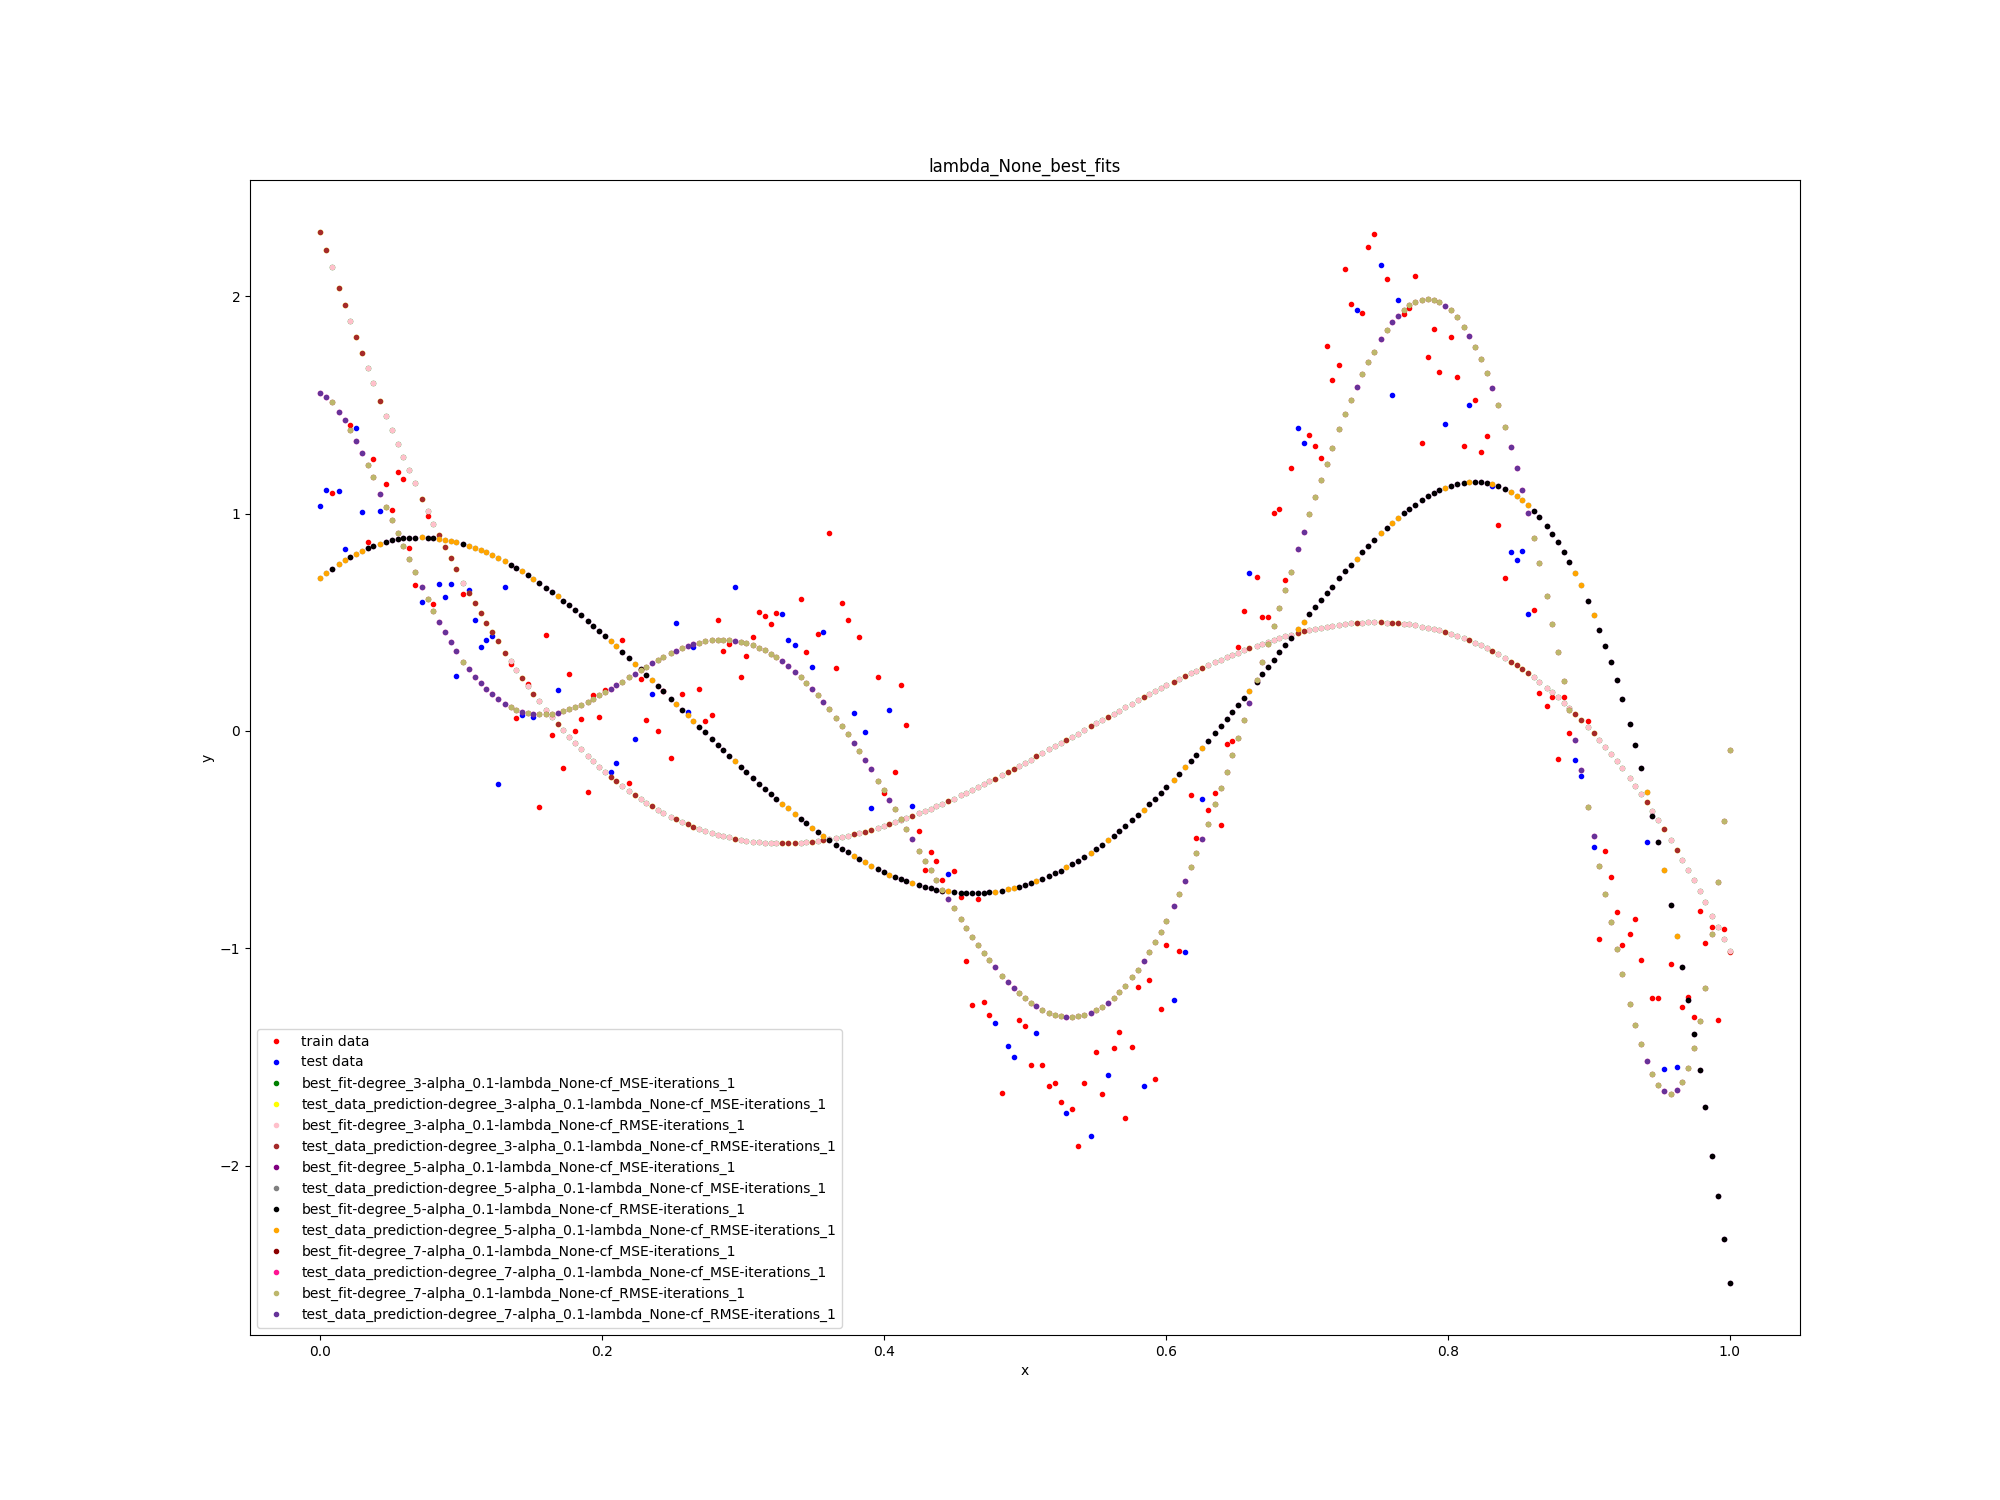 lambda_None_best_fits
2
1
0
−1
−2
y
train data
test data
best_fit-degree_3-alpha_0.1-lambda_None-cf_MSE-iterations_1
test_data_prediction-degree_3-alpha_0.1-lambda_None-cf_MSE-iterations_1
best_fit-degree_3-alpha_0.1-lambda_None-cf_RMSE-iterations_1
test_data_prediction-degree_3-alpha_0.1-lambda_None-cf_RMSE-iterations_1
best_fit-degree_5-alpha_0.1-lambda_None-cf_MSE-iterations_1
test_data_prediction-degree_5-alpha_0.1-lambda_None-cf_MSE-iterations_1
best_fit-degree_5-alpha_0.1-lambda_None-cf_RMSE-iterations_1
test_data_prediction-degree_5-alpha_0.1-lambda_None-cf_RMSE-iterations_1
best_fit-degree_7-alpha_0.1-lambda_None-cf_MSE-iterations_1
test_data_prediction-degree_7-alpha_0.1-lambda_None-cf_MSE-iterations_1
best_fit-degree_7-alpha_0.1-lambda_None-cf_RMSE-iterations_1
test_data_prediction-degree_7-alpha_0.1-lambda_None-cf_RMSE-iterations_1
0.0 0.2 0.4 0.6 0.8 1.0
x